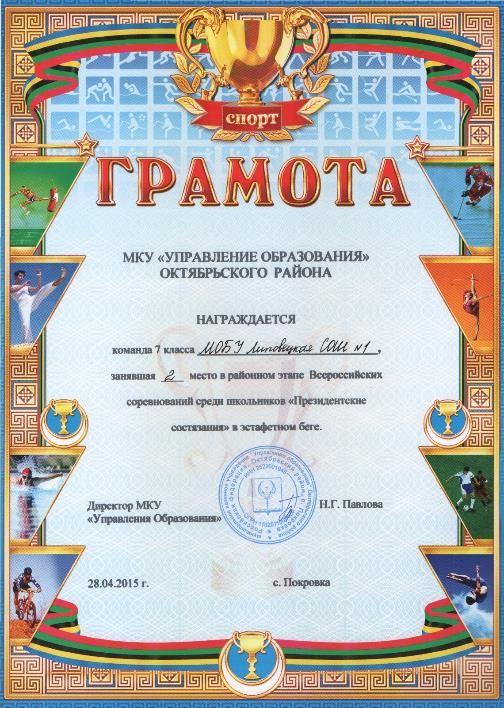 спорт
ГРАМОТА
МКУ «УПРАВЛЕНИЕ ОБРАЗОВАНИЯ»
ОКТЯБРЬСКОГО РАЙОНА
НАГРАЖДАЕТСЯ
команда 7 класса МОБУ Липовецкая СОШ №1,
занявшая 2 место в районном этапе Всероссийских
соревнований среди школьников «Президентские
состязания» в эстафетном беге.
Директор МКУ
«Управления Образования»
Н.Г. Павлова
28.04.2015 г.
с. Покровка